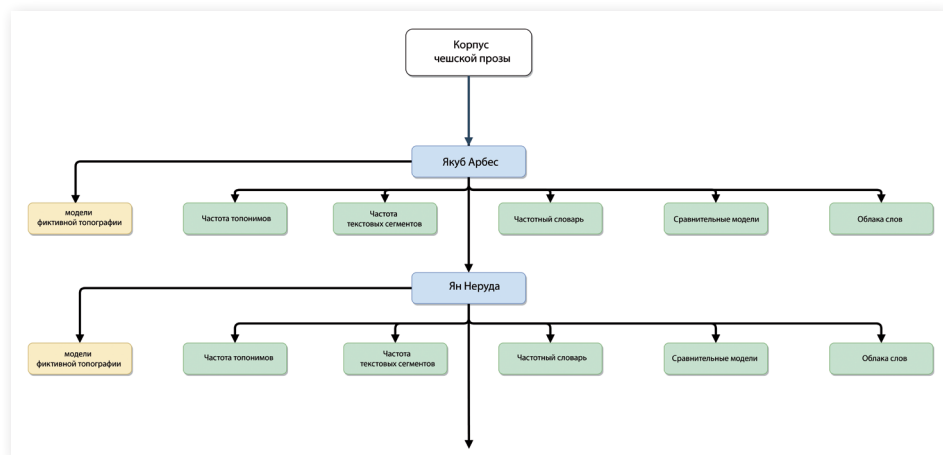 Корпус
чешской прозы
Якуб Арбес
модели
фиктивной топографии
Частота топонимов
Частота
текстовых сегментов
Частотный словарь
Сравнительные модели
Облака слов
Ян Неруда
модели
фиктивной топографии
Частота топонимов
Частота
текстовых сегментов
Частотный словарь
Сравнительные модели
Облака слов